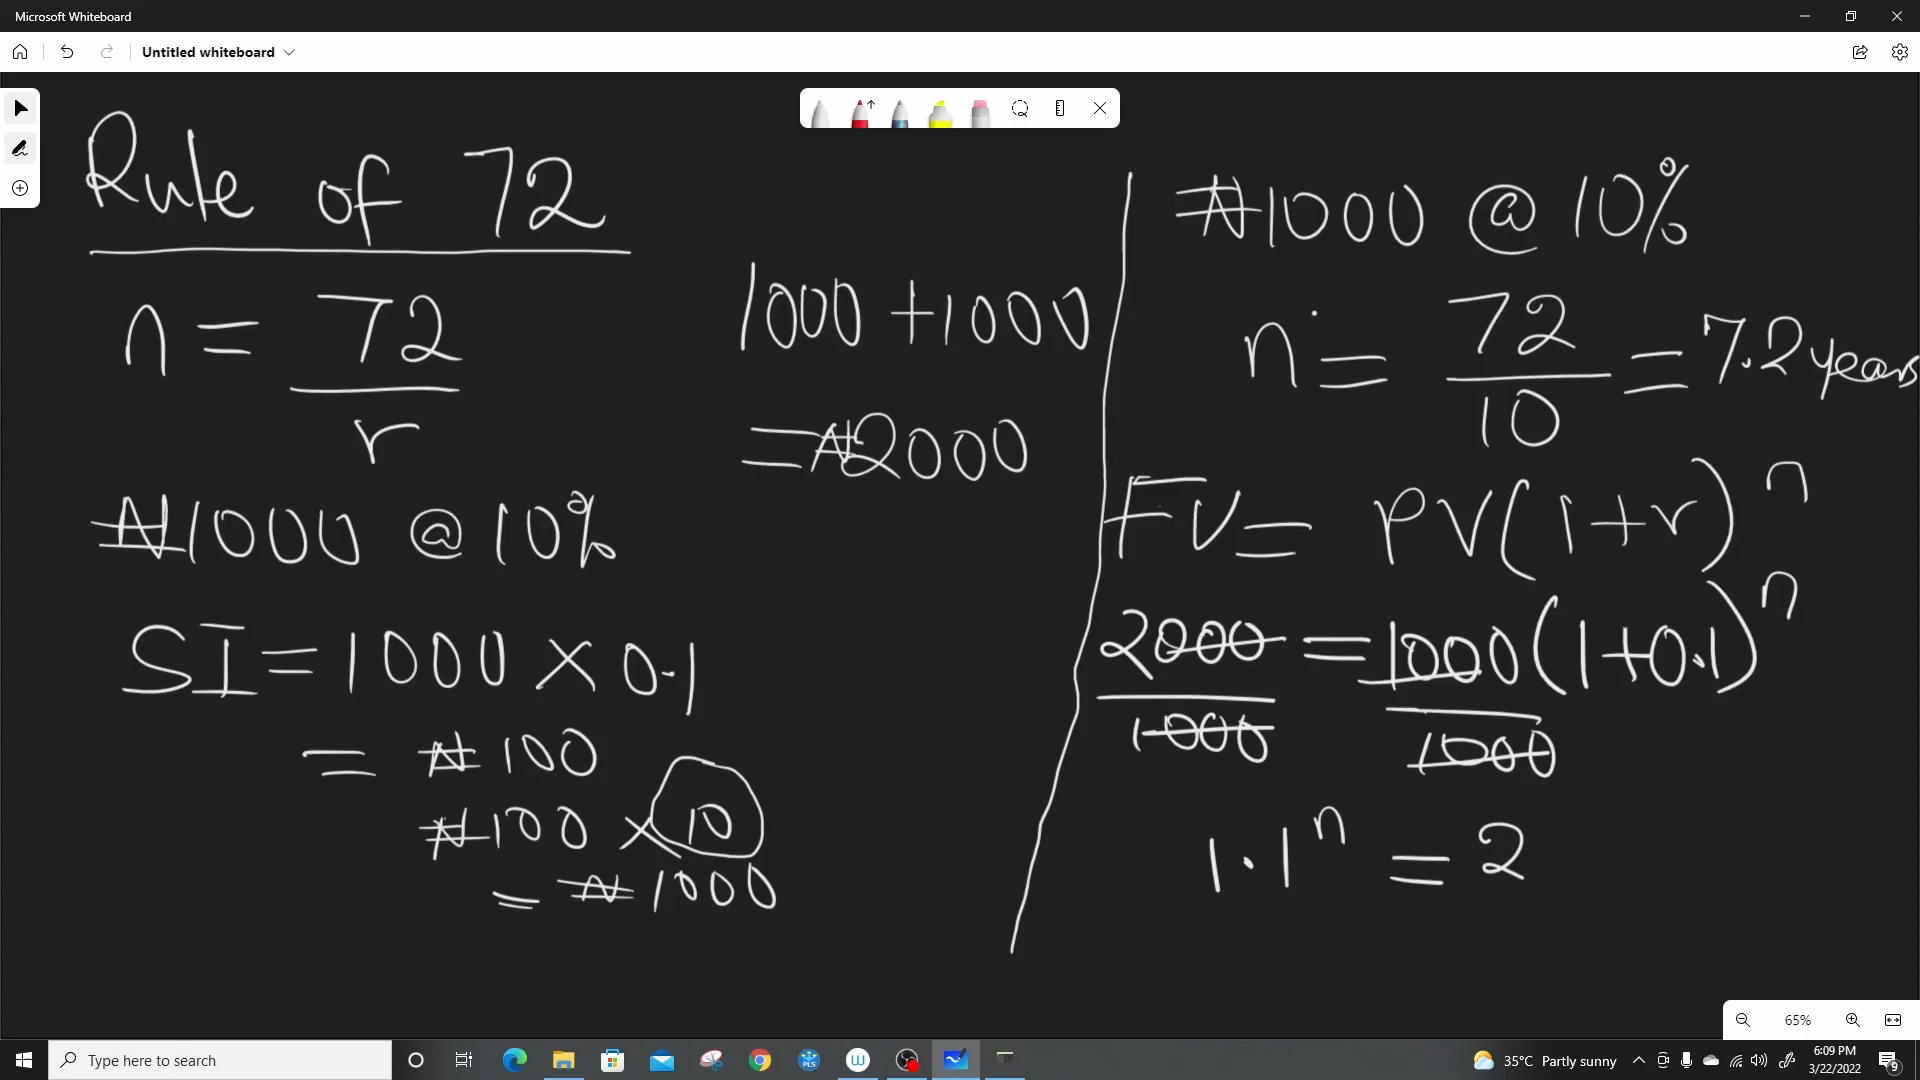 Microsoft Whiteboard
Untitled whiteboard
Rule of 72
n = 72
r
₦1000 @ 10%
SI = 1000 × 0.1
= ₦100
₦100 × 10
= ₦1000
1000 + 1000
= ₦2000
₦1000 @ 10%
n = 72 = 7.2 years
10
FV = PV(1+r)^n
2000 = 1000(1+0.1)^n
1000 1000
1.1^n = 2
65%
Type here to search
PLS
W
35°C Partly sunny
6:09 PM
3/22/2022
9